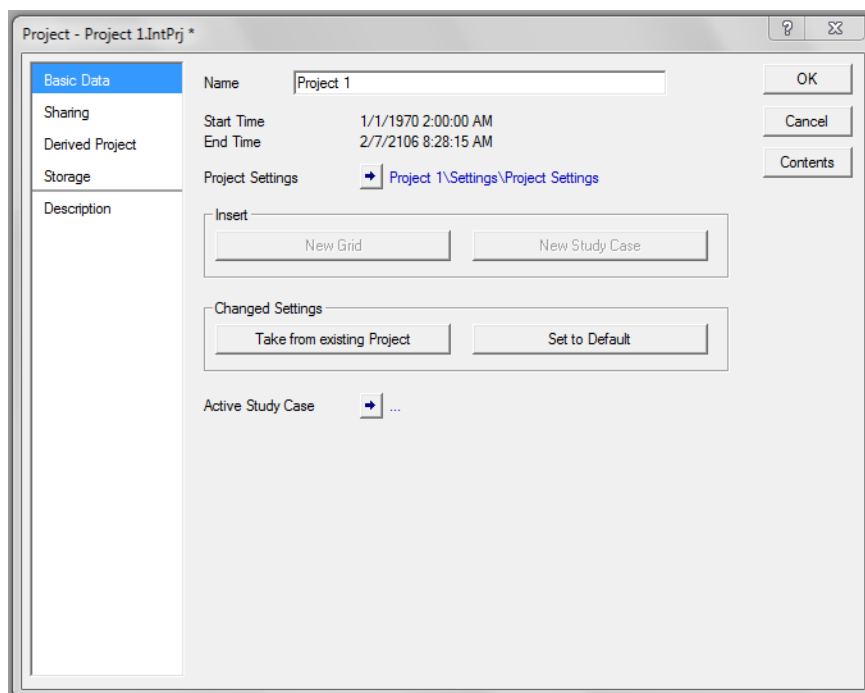 Project - Project 1.IntPrj *
Basic Data
Sharing
Derived Project
Storage
Description
Name Project 1
Start Time 1/1/1970 2:00:00 AM
End Time 2/7/2106 8:28:15 AM
Project Settings Project 1\Settings\Project Settings
Insert
New Grid New Study Case
Changed Settings
Take from existing Project Set to Default
Active Study Case ...
OK
Cancel
Contents